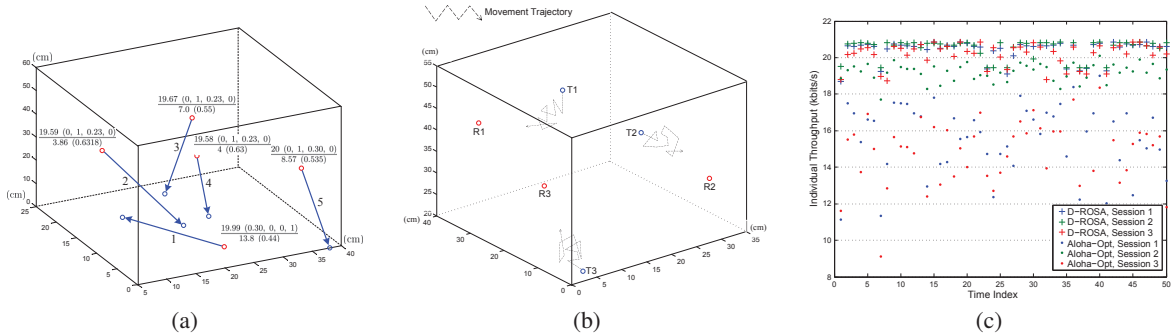 (cm)
60
50
40
30
20
10
0
(cm)
25
20
15
10
5
0
5
10
15
20
25
30
35
40
(cm)
19.67 (0, 1, 0.23, 0)
7.0 (0.55)
19.59 (0, 1, 0.23, 0)
3.86 (0.6318)
19.58 (0, 1, 0.23, 0)
4 (0.63)
20 (0, 1, 0.30, 0)
8.57 (0.535)
19.99 (0.30, 0, 0, 1)
13.8 (0.44)
1
2
3
4
5
(a)
Movement Trajectory
(cm)
55
50
45
40
35
30
25
20
(cm)
30
20
10
0
0
5
10
15
20
25
30
35
(cm)
T1
R1
T2
R2
R3
T3
(b)
Individual Throughput (kbits/s)
22
20
18
16
14
12
10
8
0
10
20
30
40
50
Time Index
D−ROSA, Session 1
D−ROSA, Session 2
D−ROSA, Session 3
Aloha−Opt, Session 1
Aloha−Opt, Session 2
Aloha−Opt, Session 3
(c)